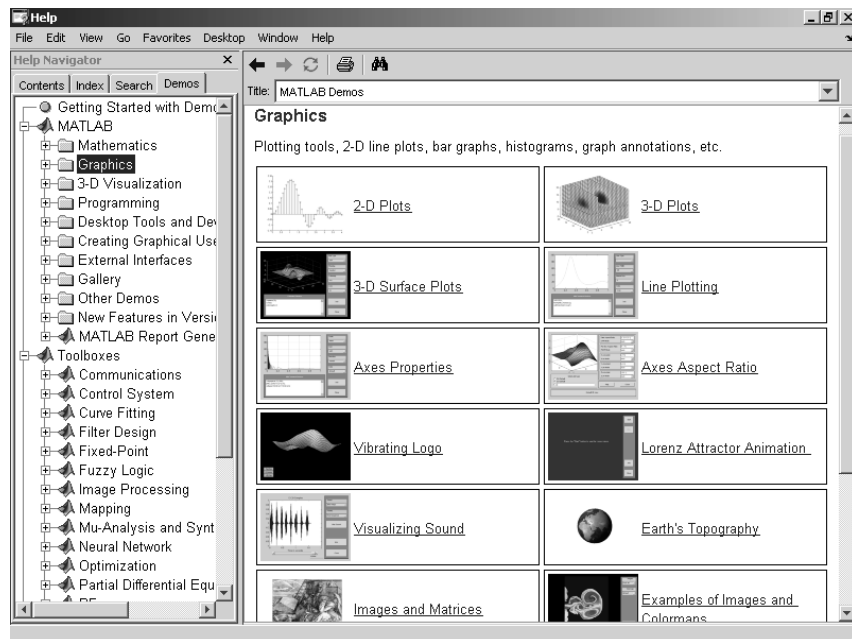 Help
File Edit View Go Favorites Desktop Window Help
Help Navigator
Contents Index Search Demos
Getting Started with Demo
MATLAB
Mathematics
Graphics
3-D Visualization
Programming
Desktop Tools and Dev
Creating Graphical Use
External Interfaces
Gallery
Other Demos
New Features in Versi
MATLAB Report Gene
Toolboxes
Communications
Control System
Curve Fitting
Filter Design
Fixed-Point
Fuzzy Logic
Image Processing
Mapping
Mu-Analysis and Synt
Neural Network
Optimization
Partial Differential Equ
Title: MATLAB Demos
Graphics
Plotting tools, 2-D line plots, bar graphs, histograms, graph annotations, etc.
2-D Plots
3-D Plots
3-D Surface Plots
Line Plotting
Axes Properties
Axes Aspect Ratio
Vibrating Logo
Lorenz Attractor Animation
Visualizing Sound
Earth's Topography
Images and Matrices
Examples of Images and
Colormaps